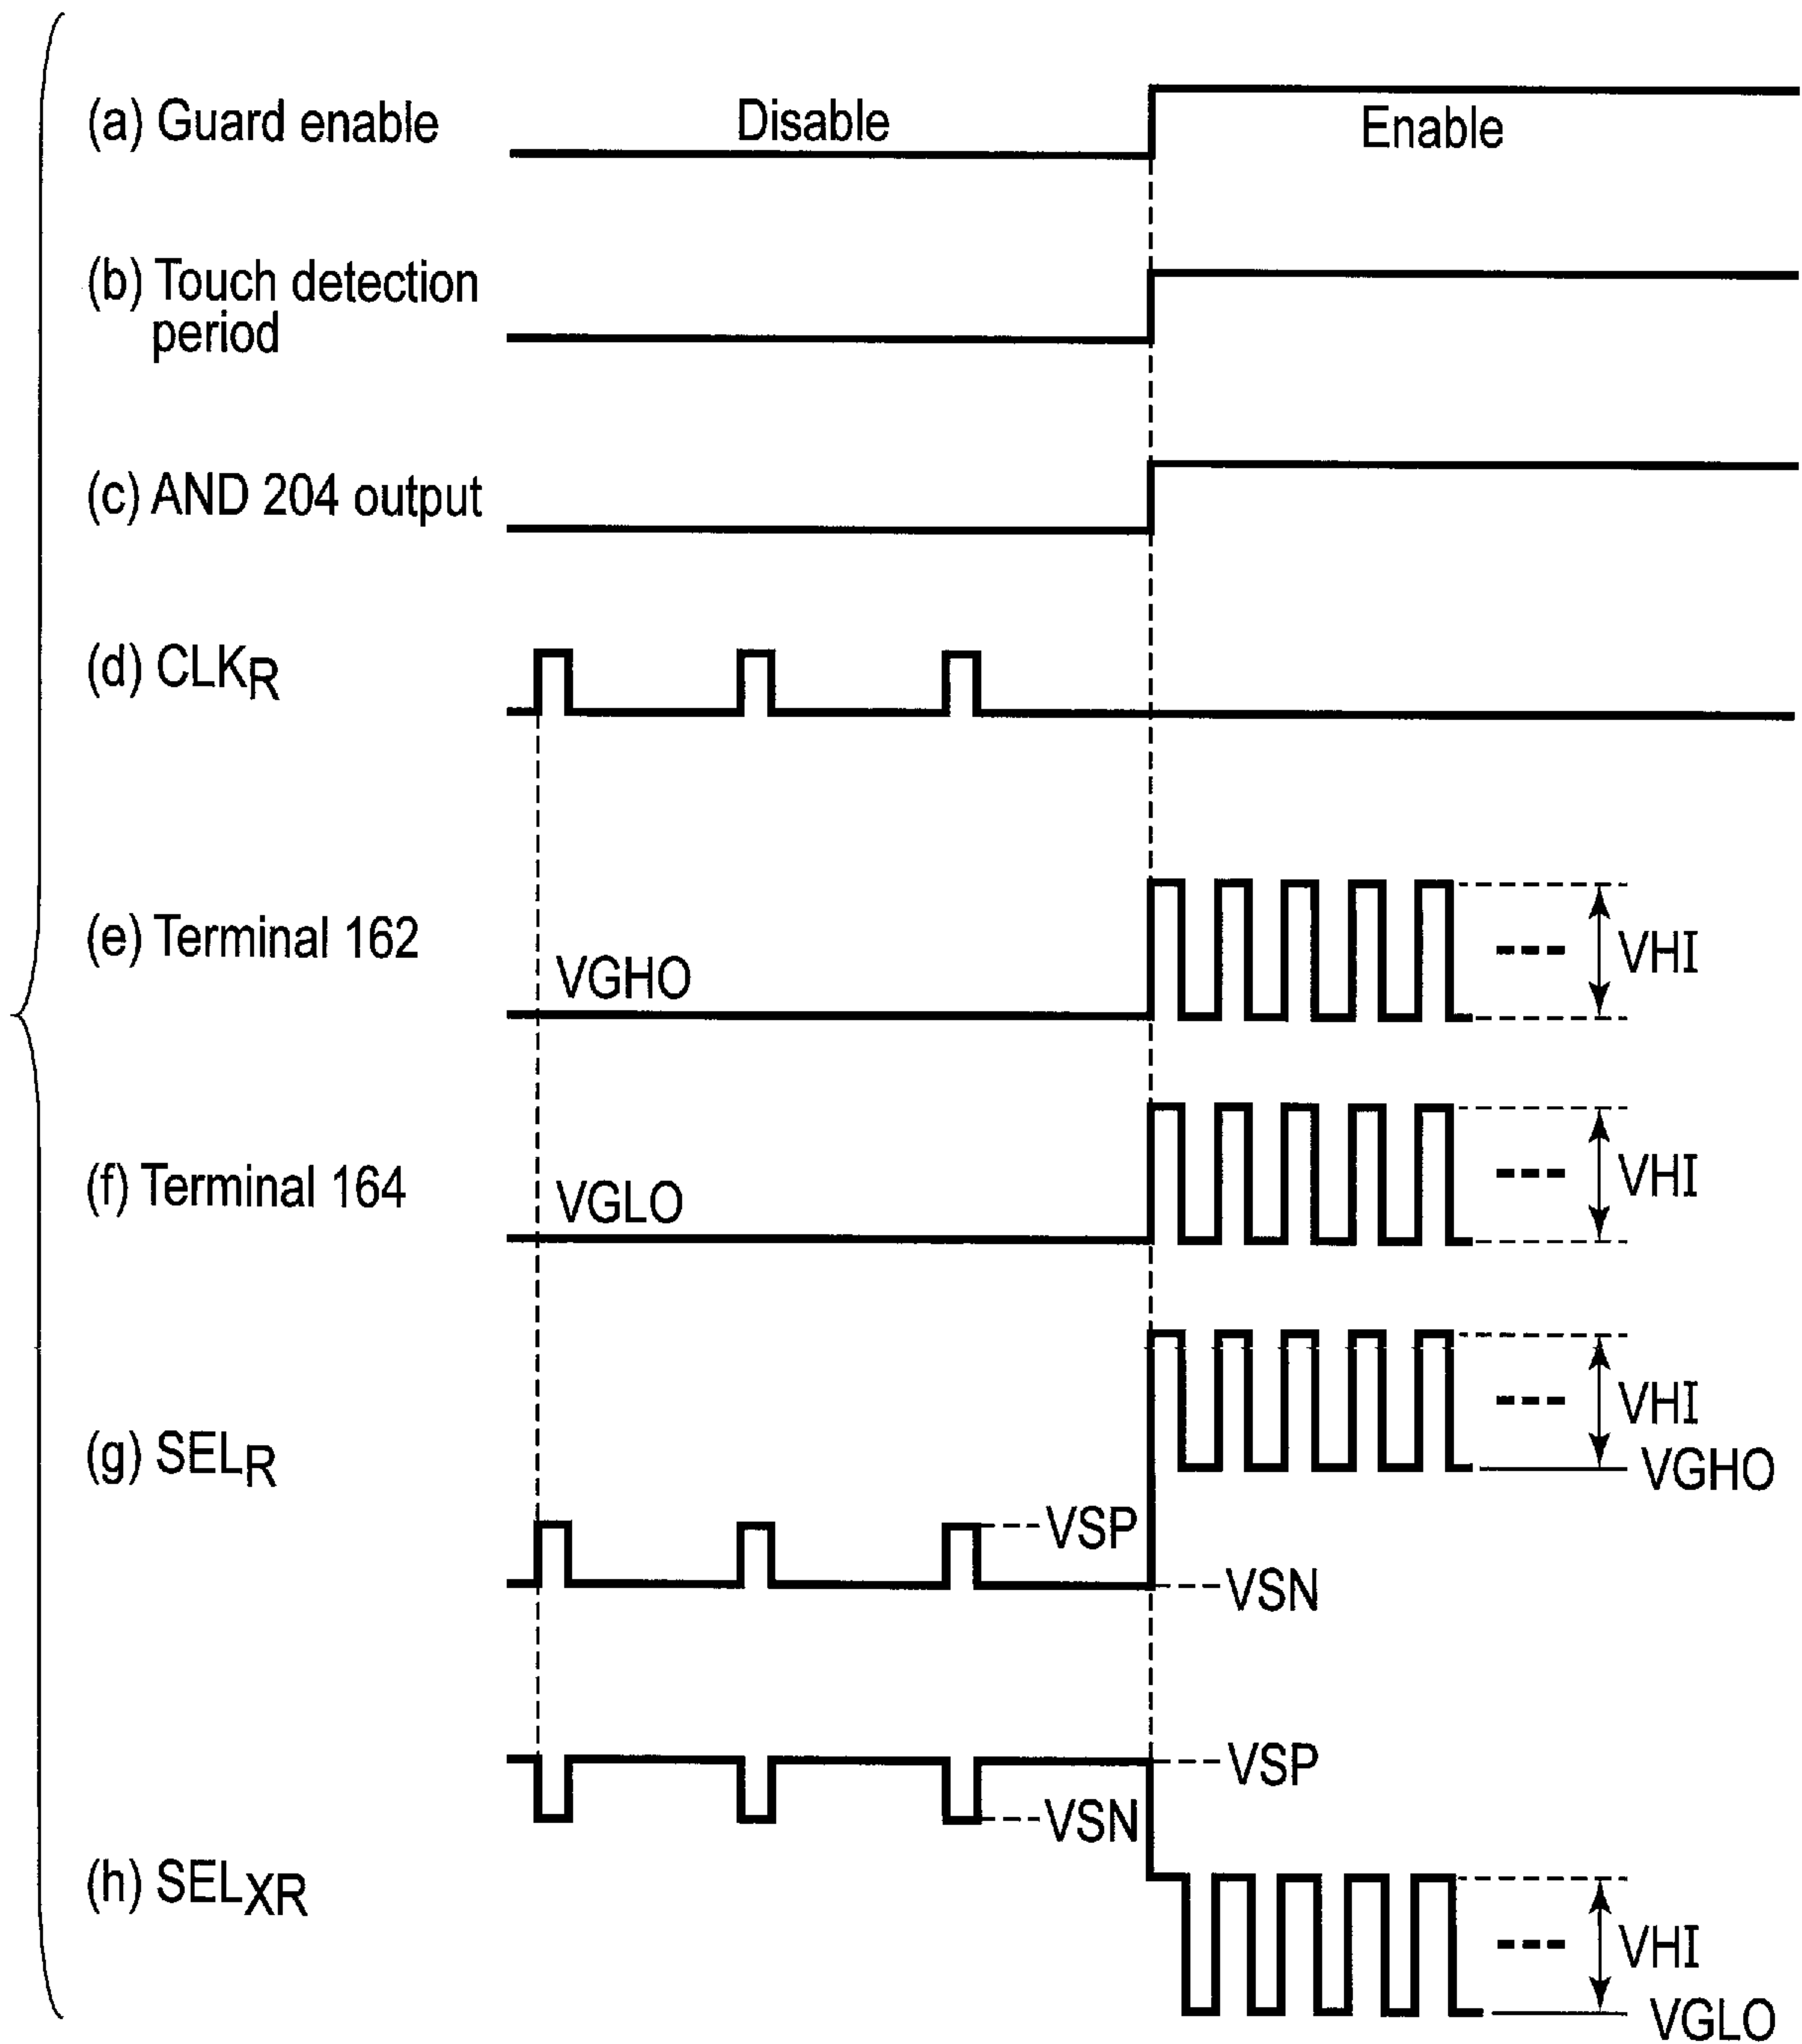 (a) Guard enable
Disable
Enable
(b) Touch detection
period
(c) AND 204 output
(d) CLKR
(e) Terminal 162
VGHO
VHI
(f) Terminal 164
VGLO
VHI
(g) SELR
VHI
VGHO
VSP
VSN
VSP
VSN
(h) SELXR
VHI
VGLO